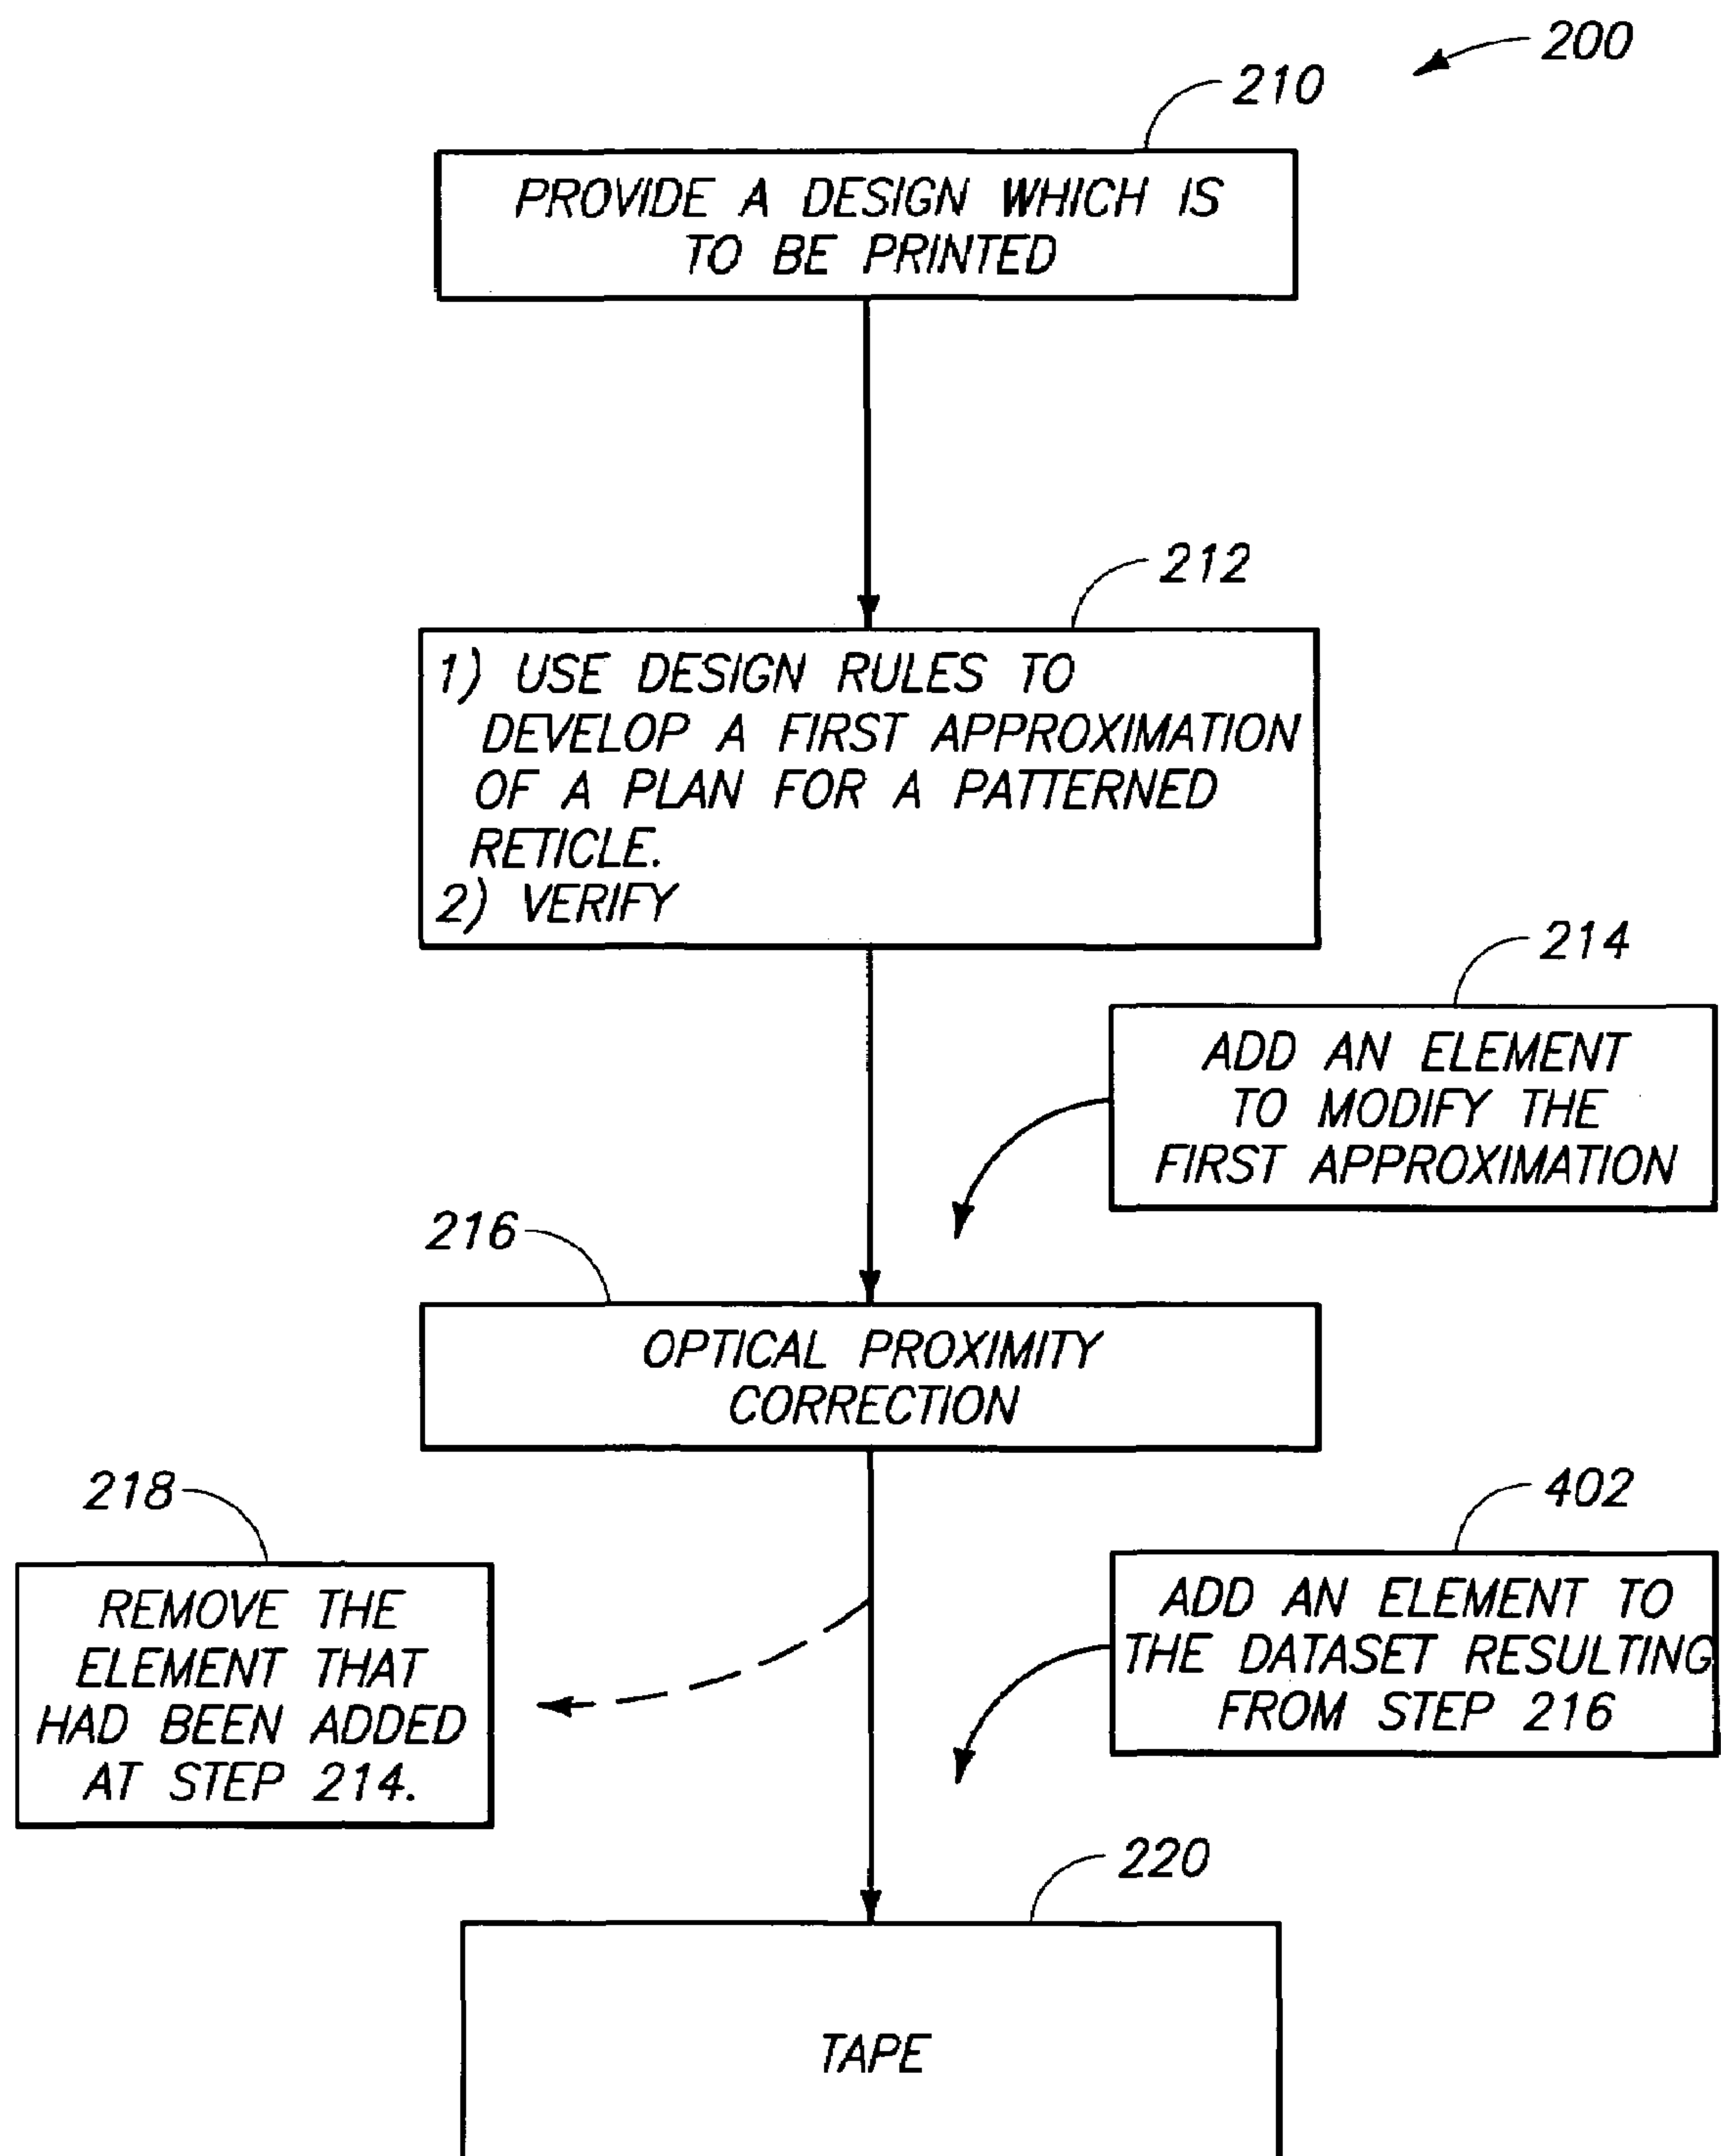 200
210
PROVIDE A DESIGN WHICH IS
TO BE PRINTED
212
1) USE DESIGN RULES TO
DEVELOP A FIRST APPROXIMATION
OF A PLAN FOR A PATTERNED
RETICLE.
2) VERIFY
214
ADD AN ELEMENT
TO MODIFY THE
FIRST APPROXIMATION
216
OPTICAL PROXIMITY
CORRECTION
218
REMOVE THE
ELEMENT THAT
HAD BEEN ADDED
AT STEP 214.
402
ADD AN ELEMENT TO
THE DATASET RESULTING
FROM STEP 216
220
TAPE